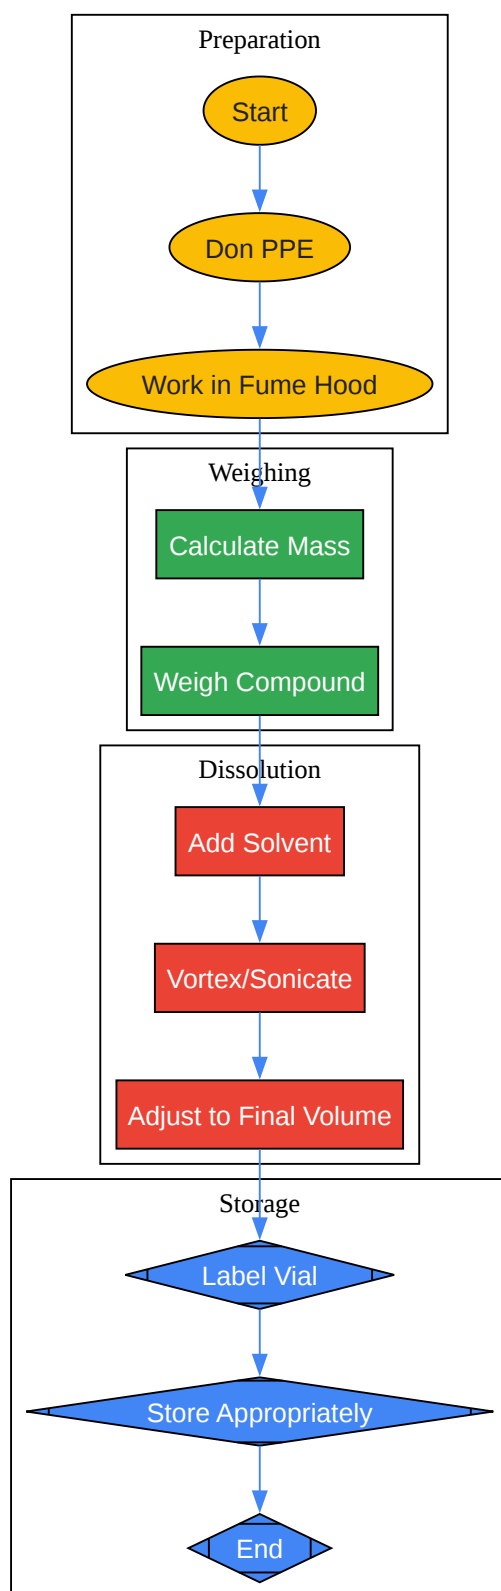 Preparation
Start
Don PPE
Work in Fume Hood
Weighing
Calculate Mass
Weigh Compound
Dissolution
Add Solvent
Vortex/Sonicate
Adjust to Final Volume
Storage
Label Vial
Store Appropriately
End